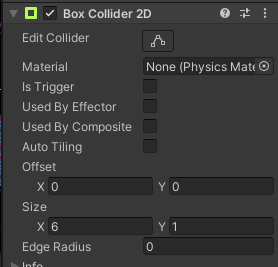 Box Collider 2D
Edit Collider
Material None (Physics Mate
Is Trigger
Used By Effector
Used By Composite
Auto Tiling
Offset
X 0 Y 0
Size
X 6 Y 1
Edge Radius 0
Info